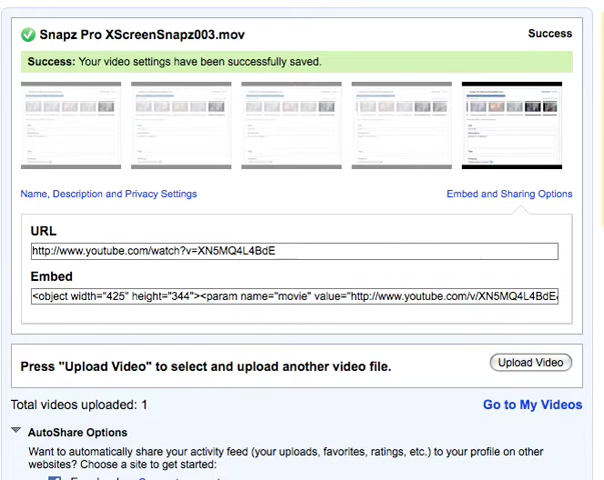 Snapz Pro XScreenSnapz003.mov Success
Success: Your video settings have been successfully saved.
Name, Description and Privacy Settings Embed and Sharing Options
URL
http://www.youtube.com/watch?v=XN5MQ4L4BdE
Embed
<object width="425" height="344"><param name="movie" value="http://www.youtube.com/v/XN5MQ4L4BdE
Press "Upload Video" to select and upload another video file. Upload Video
Total videos uploaded: 1 Go to My Videos
AutoShare Options
Want to automatically share your activity feed (your uploads, favorites, ratings, etc.) to your profile on other
websites? Choose a site to get started: